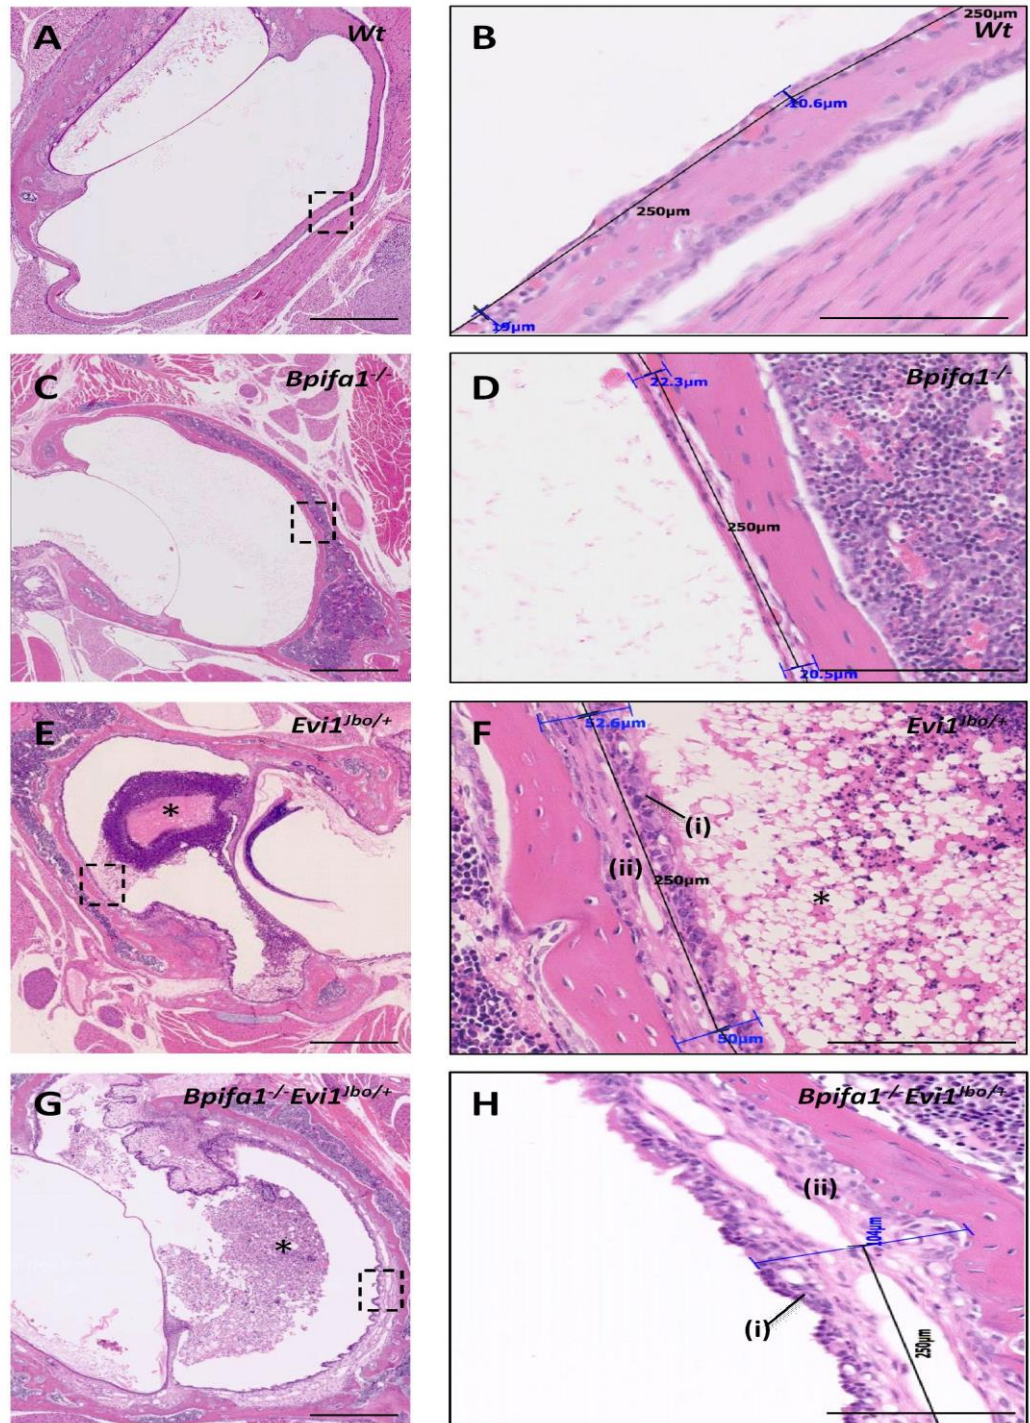 A
Wt
B
250µm
Wt
10.6µm
250µm
19µm
C
Bpifa1-/-
D
22.3µm
Bpifa1-/-
250µm
20.5µm
E
Evi1Jbo/+
*
F
52.6µm
Evi1Jbo/+
(i)
(ii)
250µm
*
50µm
G
Bpifa1-/-Evi1Jbo/+
*
H
Bpifa1-/-Evi1Jbo/+
(ii)
104µm
(i)
250µm